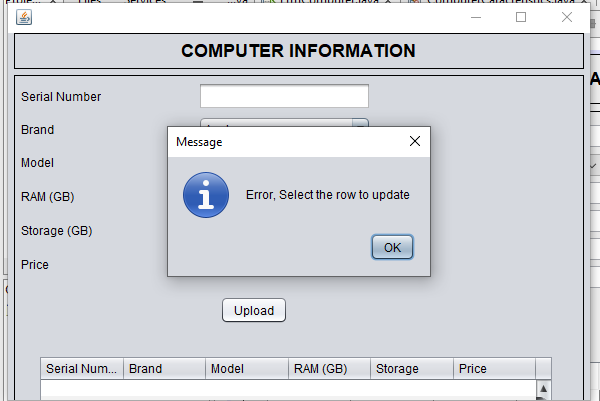 COMPUTER INFORMATION
Serial Number
Brand
Message
Model
Error, Select the row to update
RAM (GB)
Storage (GB)
OK
Price
Upload
Serial Num... Brand Model RAM (GB) Storage Price